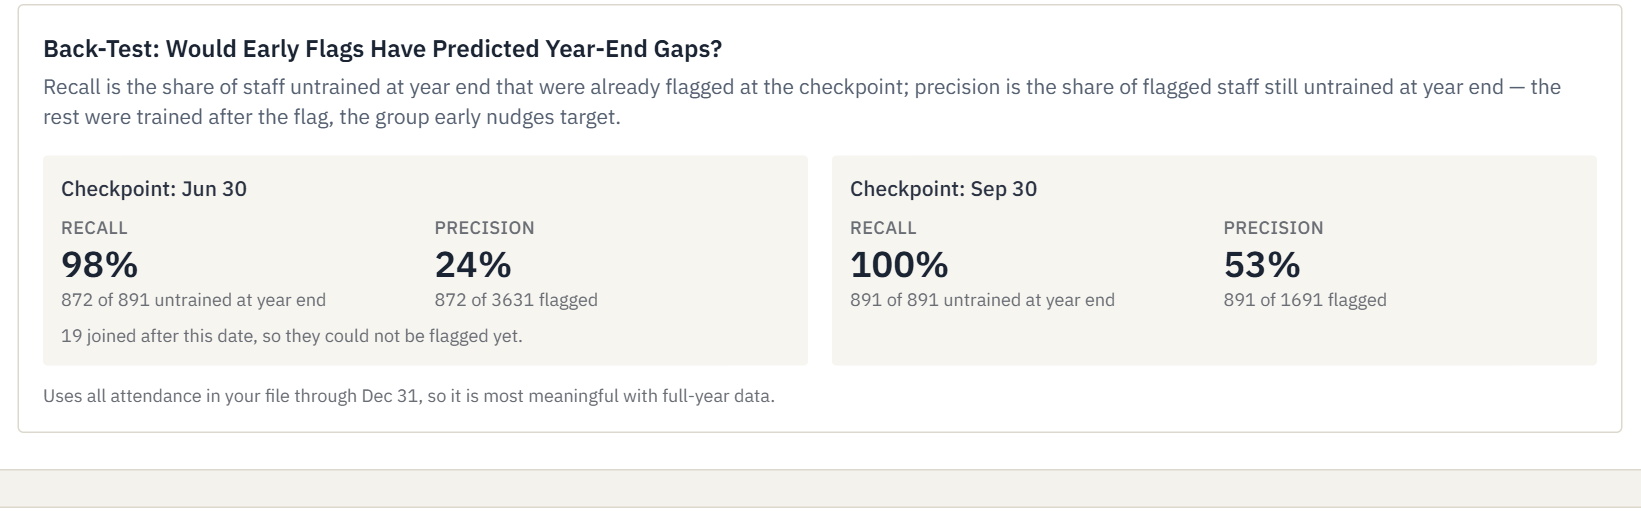 Back-Test: Would Early Flags Have Predicted Year-End Gaps?
Recall is the share of staff untrained at year end that were already flagged at the checkpoint; precision is the share of flagged staff still untrained at year end — the
rest were trained after the flag, the group early nudges target.
Checkpoint: Jun 30
RECALL
98%
872 of 891 untrained at year end
PRECISION
24%
872 of 3631 flagged
19 joined after this date, so they could not be flagged yet.
Checkpoint: Sep 30
RECALL
100%
891 of 891 untrained at year end
PRECISION
53%
891 of 1691 flagged
Uses all attendance in your file through Dec 31, so it is most meaningful with full-year data.